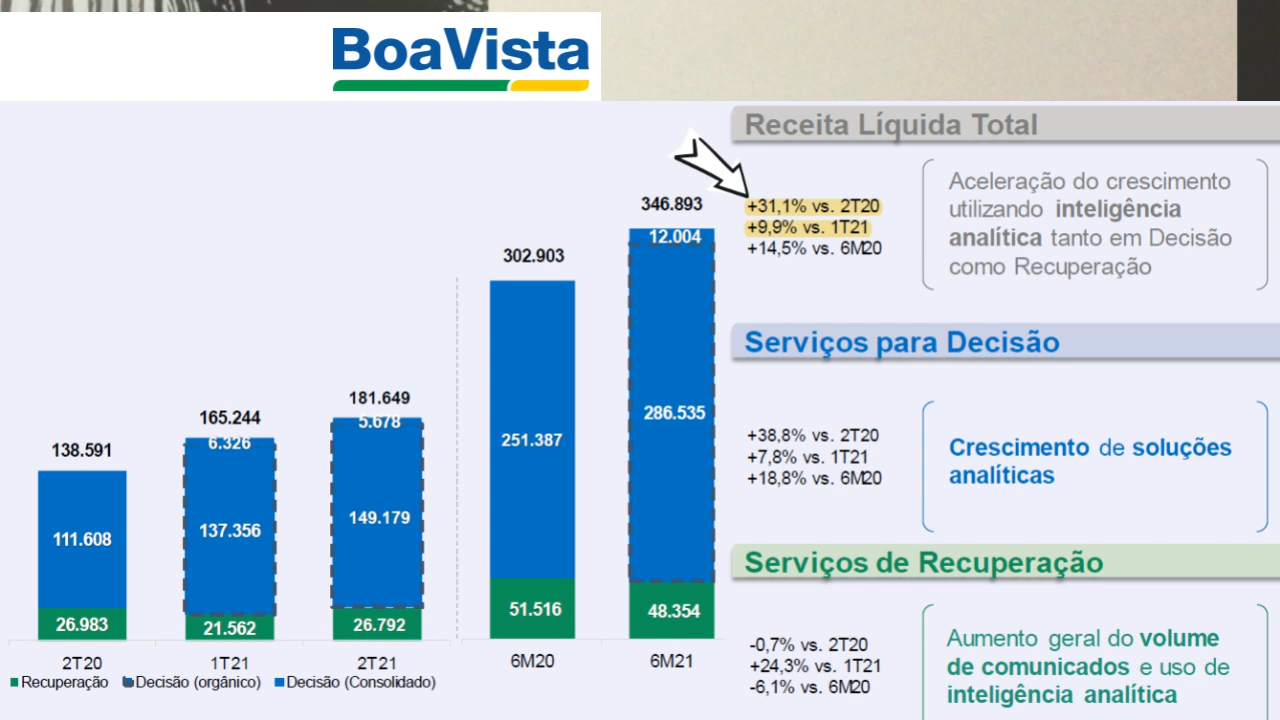 BoaVista
Receita Líquida Total
+31,1% vs. 2T20
+9,9% vs. 1T21
+14,5% vs. 6M20
Aceleração do crescimento
utilizando inteligência
analítica tanto em Decisão
como Recuperação
Serviços para Decisão
+38,8% vs. 2T20
+7,8% vs. 1T21
+18,8% vs. 6M20
Crescimento de soluções
analíticas
Serviços de Recuperação
-0,7% vs. 2T20
+24,3% vs. 1T21
-6,1% vs. 6M20
Aumento geral do volume
de comunicados e uso de
inteligência analítica
138.591
111.608
26.983
165.244
6.326
137.356
21.562
181.649
5.678
149.179
26.792
302.903
251.387
51.516
346.893
12.004
286.535
48.354
2T20 1T21 2T21 6M20 6M21
Recuperação Decisão (orgânico) Decisão (Consolidado)